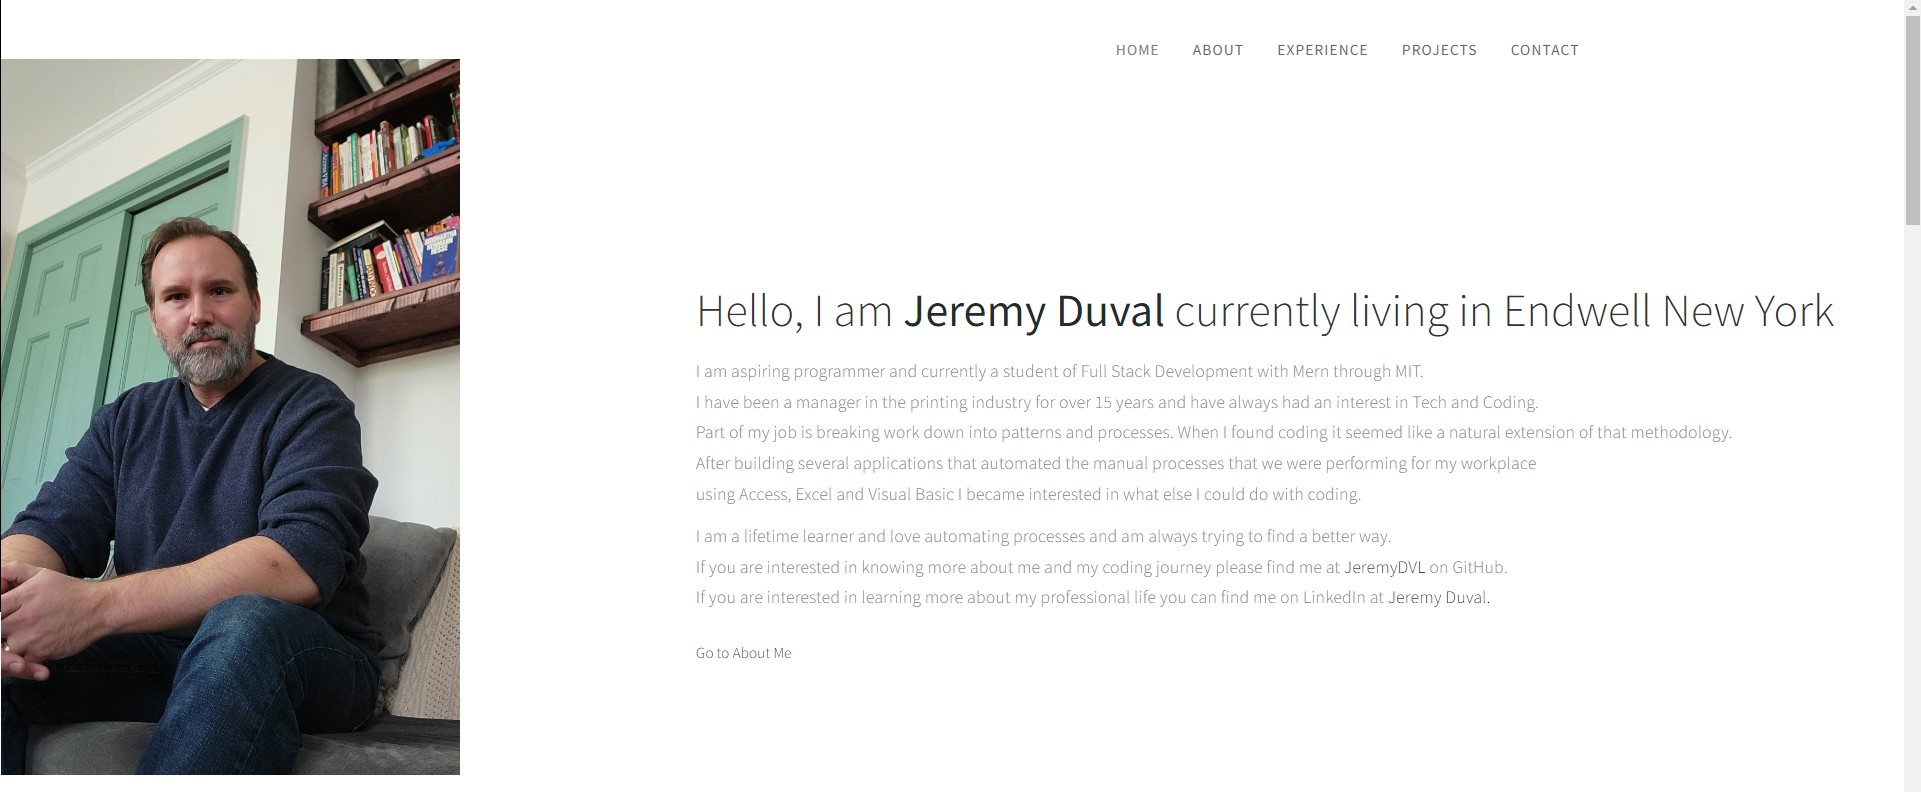 HOME ABOUT EXPERIENCE PROJECTS CONTACT
Hello, I am Jeremy Duval currently living in Endwell New York
I am aspiring programmer and currently a student of Full Stack Development with Mern through MIT.
I have been a manager in the printing industry for over 15 years and have always had an interest in Tech and Coding.
Part of my job is breaking work down into patterns and processes. When I found coding it seemed like a natural extension of that methodology.
After building several applications that automated the manual processes that we were performing for my workplace
using Access, Excel and Visual Basic I became interested in what else I could do with coding.
I am a lifetime learner and love automating processes and am always trying to find a better way.
If you are interested in knowing more about me and my coding journey please find me at JeremyDVL on GitHub.
If you are interested in learning more about my professional life you can find me on LinkedIn at Jeremy Duval.
Go to About Me